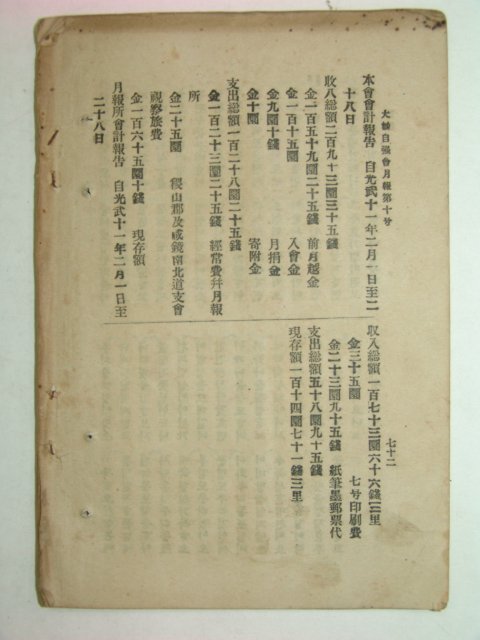 大韓自强會月報第十号
七十二
本會會計報告 自光武十一年二月一日至二
十八日
收入総額二百九十三圜三十五錢
金一百五十九圜二十五錢 前月越金
金一百十五圜 入會金
金九圜十錢 月捐金
金十圜 寄附金
支出総額一百二十八圜二十五錢
金一百二十三圜二十五錢 經常費并月報
所
金二十五圜 稷山郡及咸鏡南北道支會
視察旅費
金一百六十五圜十錢 現存額
月報所會計報告 自光武十一年二月一日至
二十八日
收入総額一百七十三圜六十六錢三里
金三十五圜 七号印刷費
金二十三圜九十五錢 紙筆墨郵票代
支出総額五十八圜九十五錢
現存額一百十四圜七十一錢三里